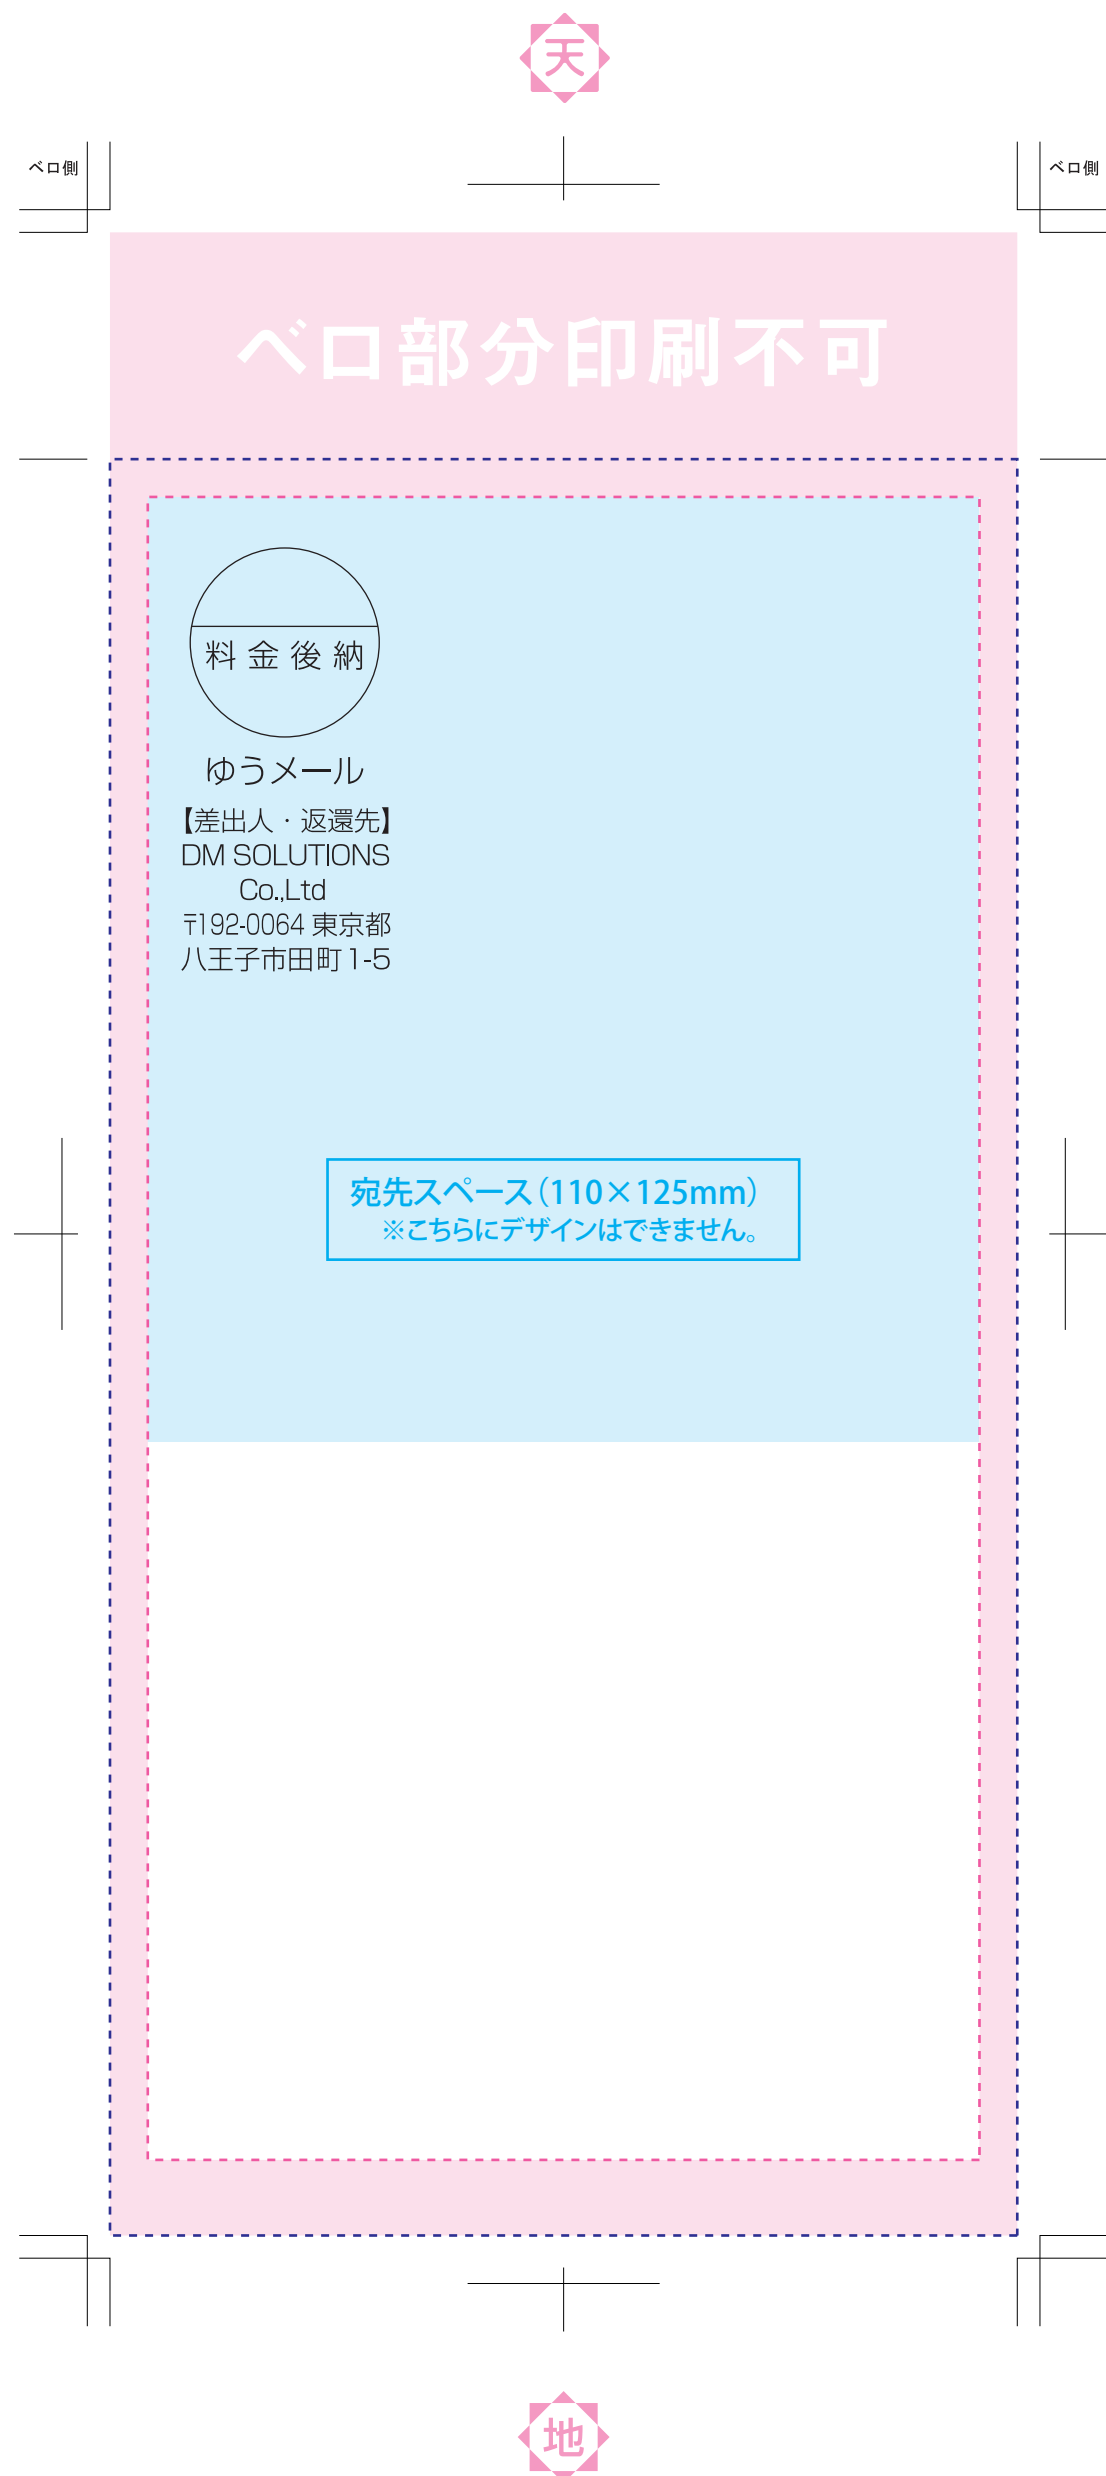 天
ベロ側
ベロ側
ベロ部分印刷不可
料金後納
ゆうメール
【差出人・返還先】
DM SOLUTIONS
Co.,Ltd
〒192-0064 東京都
八王子市田町1-5
宛先スペース（110×125mm）
※こちらにデザインはできません。
地